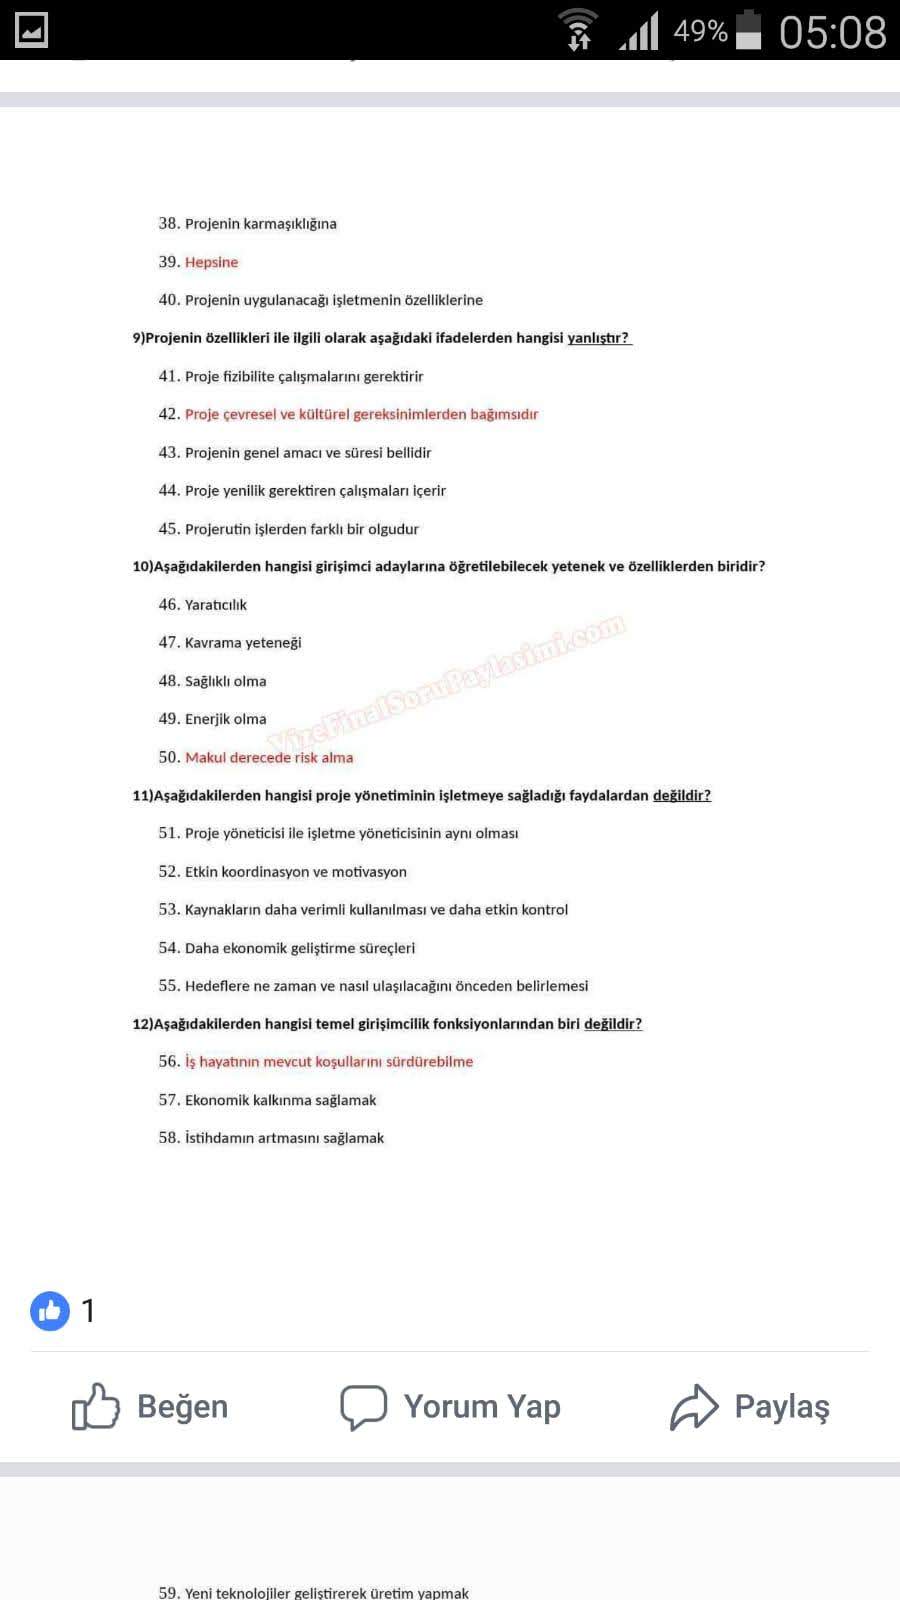 49% 05:08
38. Projenin karmaşıklığına
39. Hepsine
40. Projenin uygulanacağı işletmenin özelliklerine
9)Projenin özellikleri ile ilgili olarak aşağıdaki ifadelerden hangisi yanlıştır?
41. Proje fizibilite çalışmalarını gerektirir
42. Proje çevresel ve kültürel gereksinimlerden bağımsıdır
43. Projenin genel amacı ve süresi bellidir
44. Proje yenilik gerektiren çalışmaları içerir
45. Projerutin işlerden farklı bir olgudur
10)Aşağıdakilerden hangisi girişimci adaylarına öğretilebilecek yetenek ve özelliklerden biridir?
46. Yaratıcılık
47. Kavrama yeteneği
48. Sağlıklı olma
49. Enerjik olma
VizeFinalSoruPaylasimi.com
50. Makul derecede risk alma
11)Aşağıdakilerden hangisi proje yönetiminin işletmeye sağladığı faydalardan değildir?
51. Proje yöneticisi ile işletme yöneticisinin aynı olması
52. Etkin koordinasyon ve motivasyon
53. Kaynakların daha verimli kullanılması ve daha etkin kontrol
54. Daha ekonomik geliştirme süreçleri
55. Hedeflere ne zaman ve nasıl ulaşılacağını önceden belirlemesi
12)Aşağıdakilerden hangisi temel girişimcilik fonksiyonlarından biri değildir?
56. İş hayatının mevcut koşullarını sürdürebilme
57. Ekonomik kalkınma sağlamak
58. İstihdamın artmasını sağlamak
1
Beğen Yorum Yap Paylaş
59. Yeni teknolojiler geliştirerek üretim yapmak